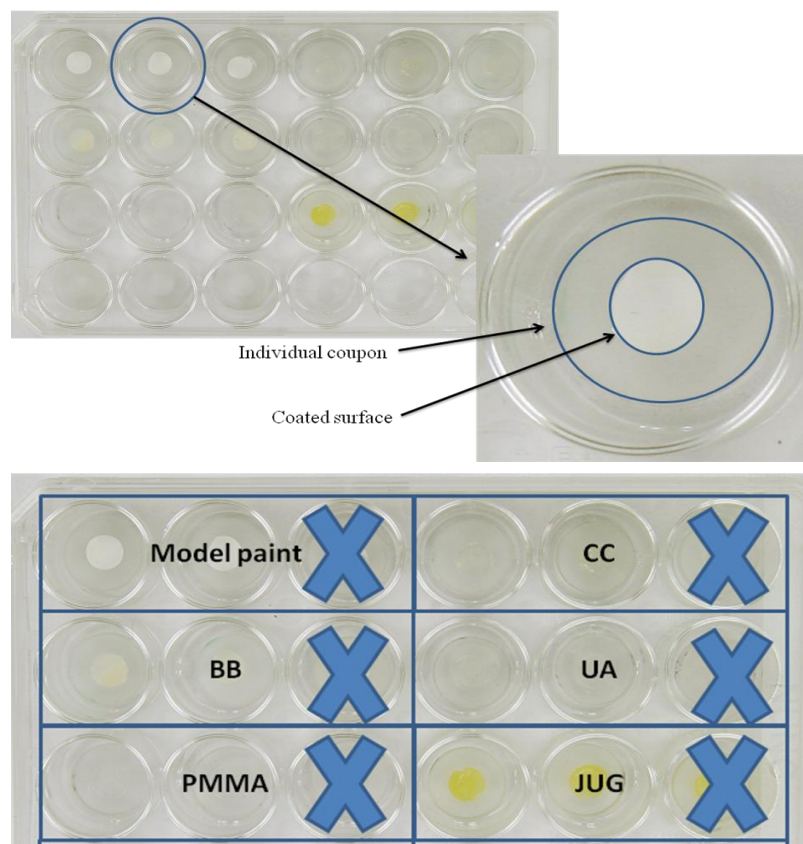 Individual coupon
Coated surface
Model paint
CC
BB
UA
PMMA
JUG